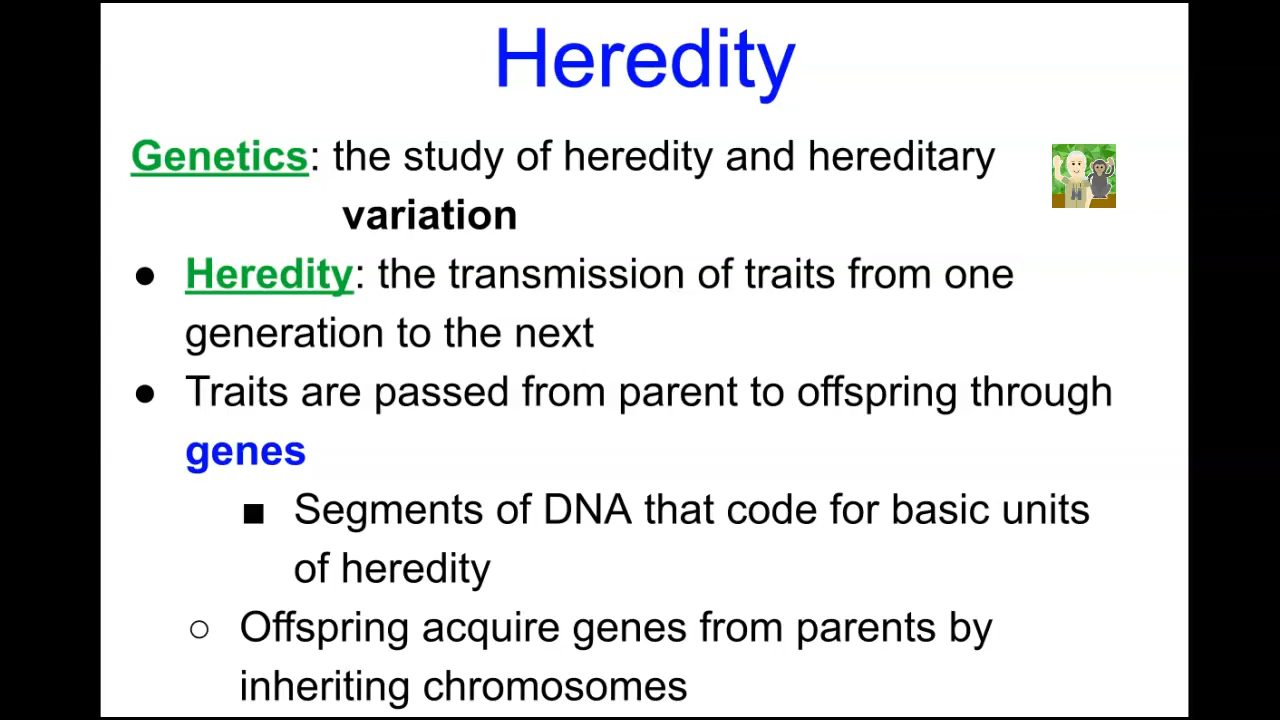 Heredity
Genetics: the study of heredity and hereditary
variation
● Heredity: the transmission of traits from one
generation to the next
● Traits are passed from parent to offspring through
genes
■ Segments of DNA that code for basic units
of heredity
○ Offspring acquire genes from parents by
inheriting chromosomes